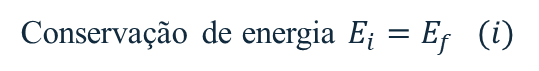 Conservação de energia E_i = E_f (i)